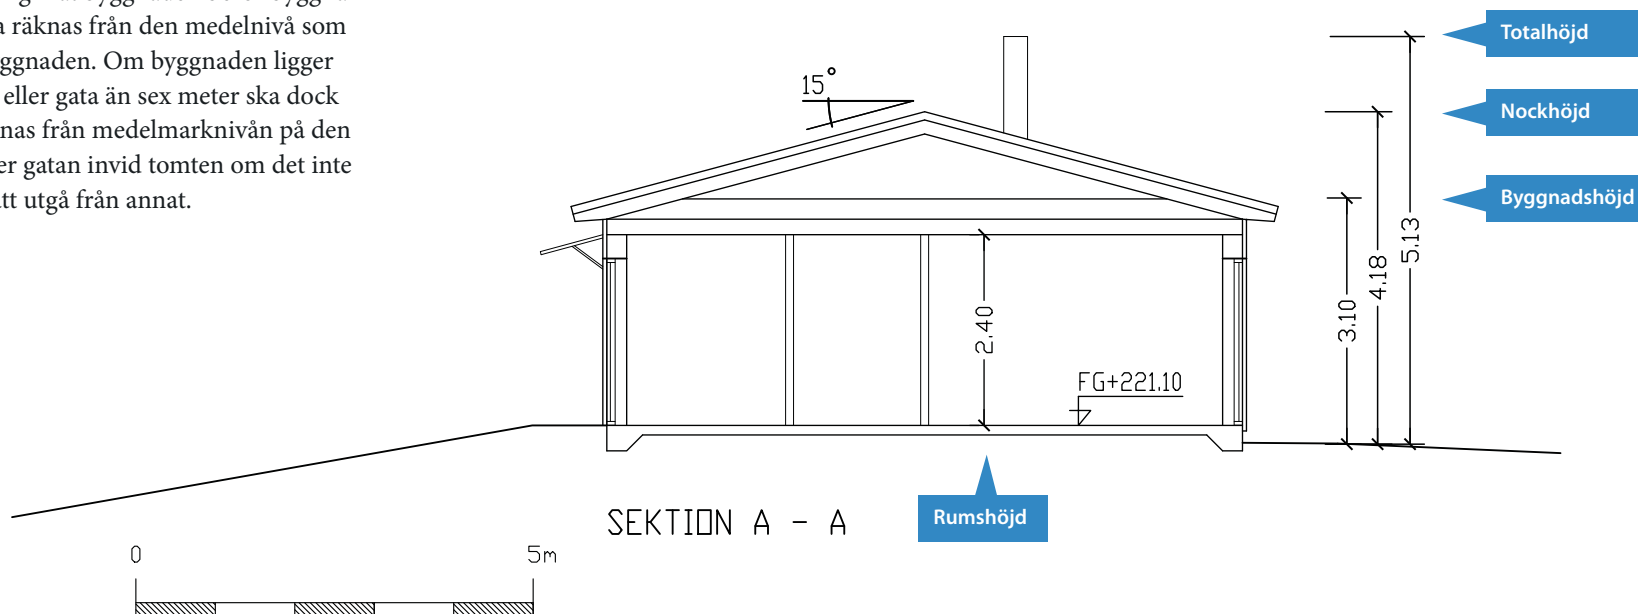 räknas från den medelnivå som
ggnaden. Om byggnaden ligger
eller gata än sex meter ska dock
nas från medelmarknivån på den
er gatan invid tomten om det inte
tt utgå från annat.
15°
Totalhöjd
Nockhöjd
Byggnadshöjd
5.13
4.18
3.10
2.40
FG+221.10
Rumshöjd
SEKTION A - A
0 5m